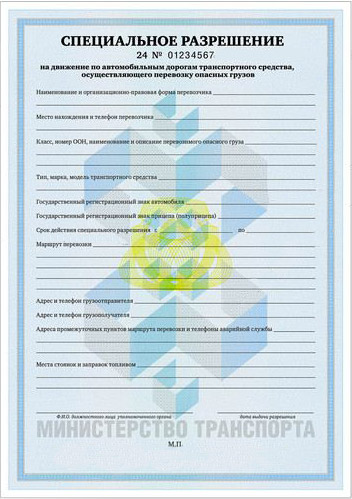 СПЕЦИАЛЬНОЕ РАЗРЕШЕНИЕ
24 № 01234567
на движение по автомобильным дорогам транспортного средства,
осуществляющего перевозку опасных грузов
Наименование и организационно-правовая форма перевозчика
Место нахождения и телефон перевозчика
Класс, номер ООН, наименование и описание перевозимого опасного груза
Тип, марка, модель транспортного средства
Государственный регистрационный знак автомобиля
Государственный регистрационный знак прицепа (полуприцепа)
Срок действия специального разрешения с по
Маршрут перевозки
Адрес и телефон грузоотправителя
Адрес и телефон грузополучателя
Адреса промежуточных пунктов маршрута перевозки и телефоны аварийной службы
Места стоянок и заправок топливом
Ф.И.О. должностного лица уполномоченного органа дата выдачи разрешения
МИНИСТЕРСТВО ТРАНСПОРТА
М.П.